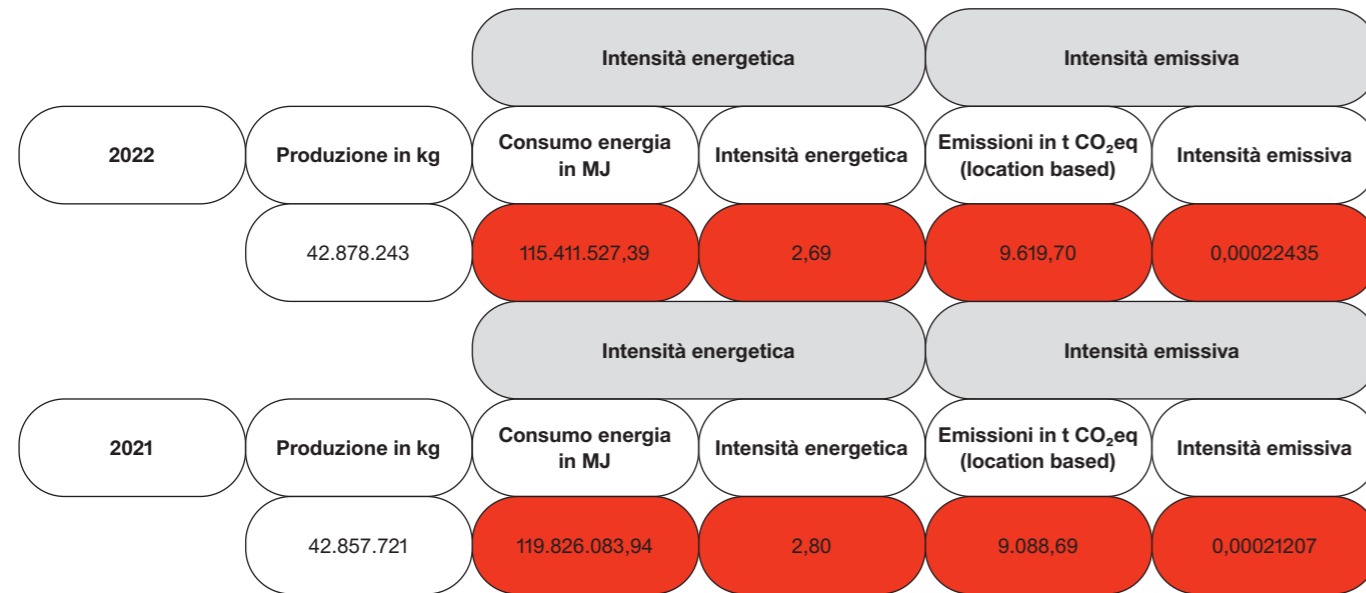 Intensità energetica Intensità emissiva
2022 Produzione in kg Consumo energia in MJ Intensità energetica Emissioni in t CO₂eq (location based) Intensità emissiva
42.878.243 115.411.527,39 2,69 9.619,70 0,00022435
Intensità energetica Intensità emissiva
2021 Produzione in kg Consumo energia in MJ Intensità energetica Emissioni in t CO₂eq (location based) Intensità emissiva
42.857.721 119.826.083,94 2,80 9.088,69 0,00021207